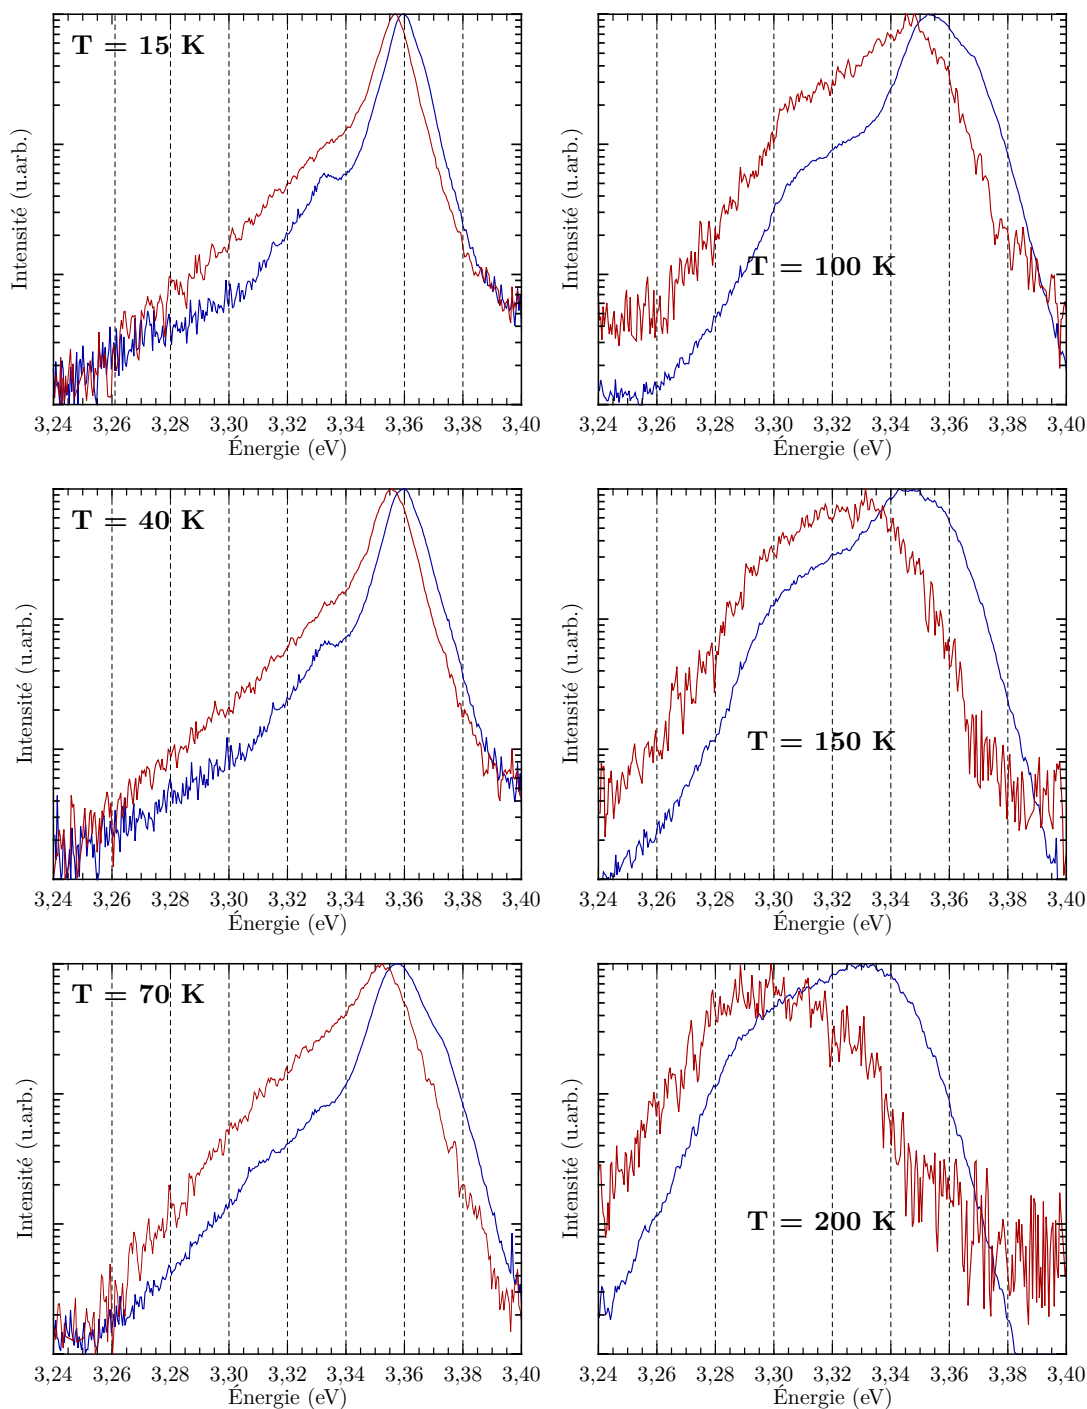 T = 15 K
Intensité (u.arb.)
3,24 3,26 3,28 3,30 3,32 3,34 3,36 3,38 3,40
Énergie (eV)
T = 100 K
Intensité (u.arb.)
3,24 3,26 3,28 3,30 3,32 3,34 3,36 3,38 3,40
Énergie (eV)
T = 40 K
Intensité (u.arb.)
3,24 3,26 3,28 3,30 3,32 3,34 3,36 3,38 3,40
Énergie (eV)
T = 150 K
Intensité (u.arb.)
3,24 3,26 3,28 3,30 3,32 3,34 3,36 3,38 3,40
Énergie (eV)
T = 70 K
Intensité (u.arb.)
3,24 3,26 3,28 3,30 3,32 3,34 3,36 3,38 3,40
Énergie (eV)
T = 200 K
Intensité (u.arb.)
3,24 3,26 3,28 3,30 3,32 3,34 3,36 3,38 3,40
Énergie (eV)